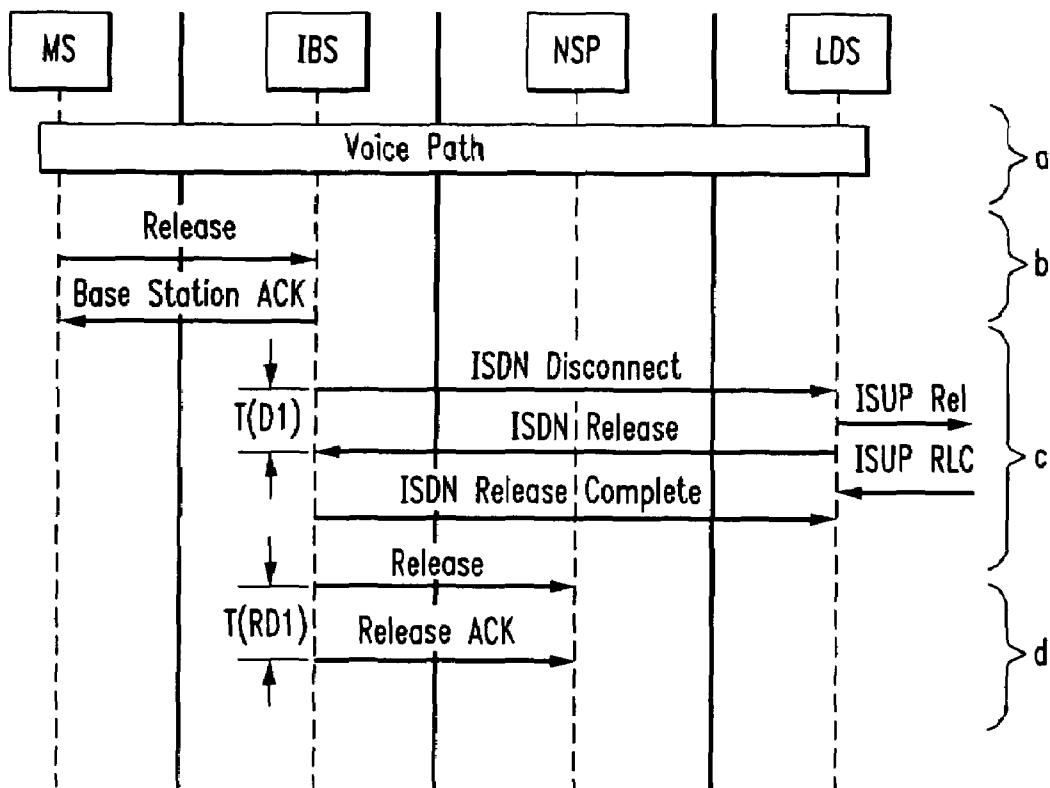 MS
IBS
NSP
LDS
Voice Path
a
Release
b
Base Station ACK
ISDN Disconnect
ISUP Rel
T(D1)
ISDN Release
ISUP RLC
c
ISDN Release Complete
Release
T(RD1)
Release ACK
d